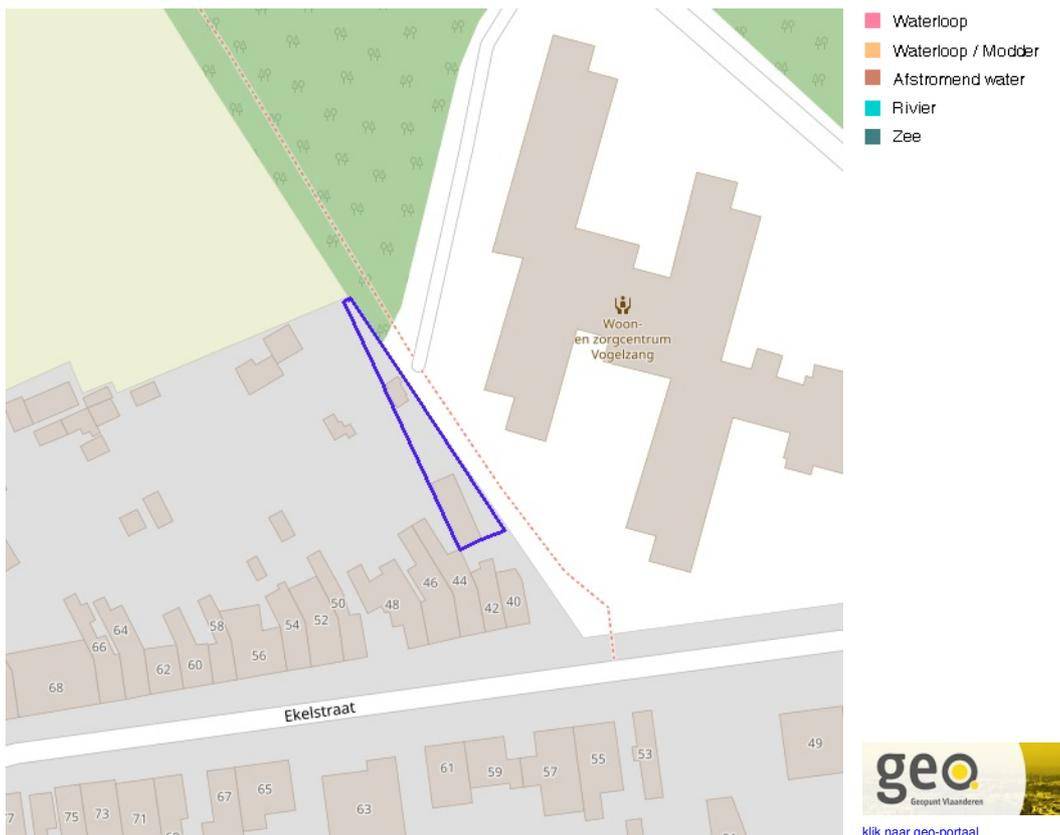 Waterloop
Waterloop / Modder
Afstromend water
Rivier
Zee
Woon-
en zorgcentrum
Vogelzang
50
48
46
44
42
40
68
66
64
62
60
58
56
54
52
Ekelstraat
75
73
71
67
65
63
61
59
57
55
53
49
geo
Geopunt Vlaanderen
klik naar geo-portaal